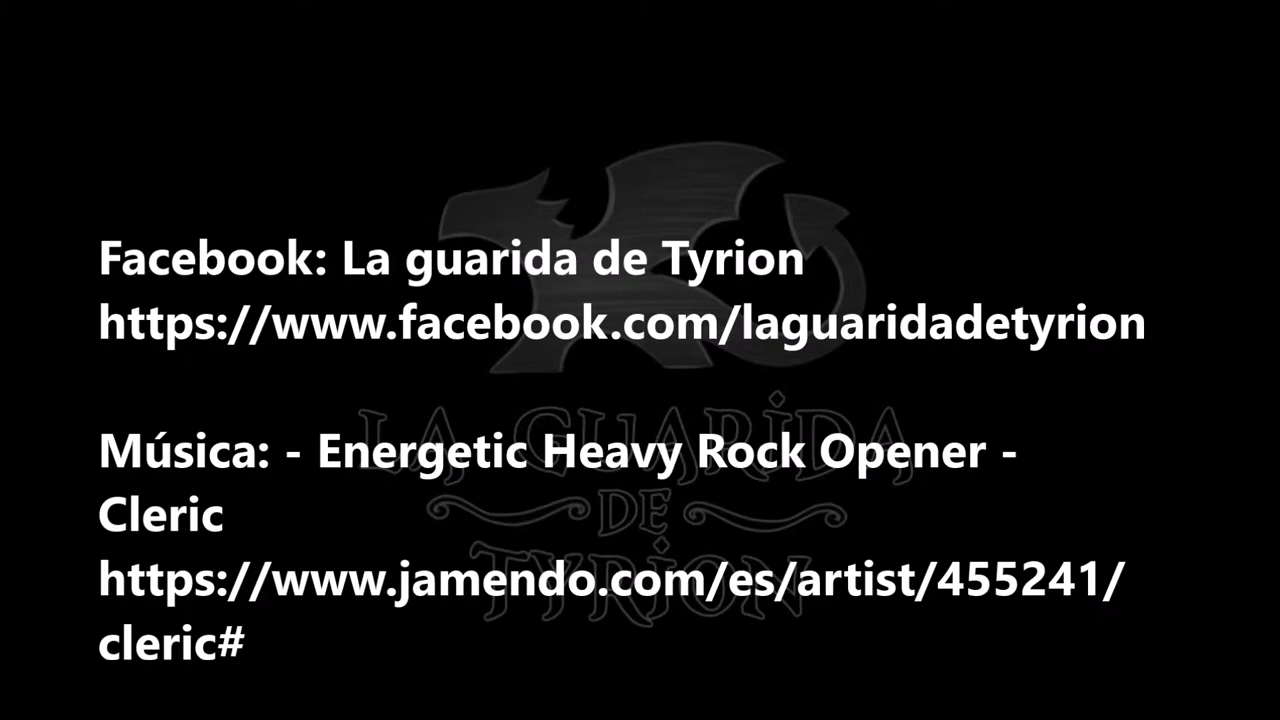 Facebook: La guarida de Tyrion
https://www.facebook.com/laguaridadetyrion
Música: - Energetic Heavy Rock Opener -
Cleric
https://www.jamendo.com/es/artist/455241/
cleric#
LA GUARIDA
DE
TYRION